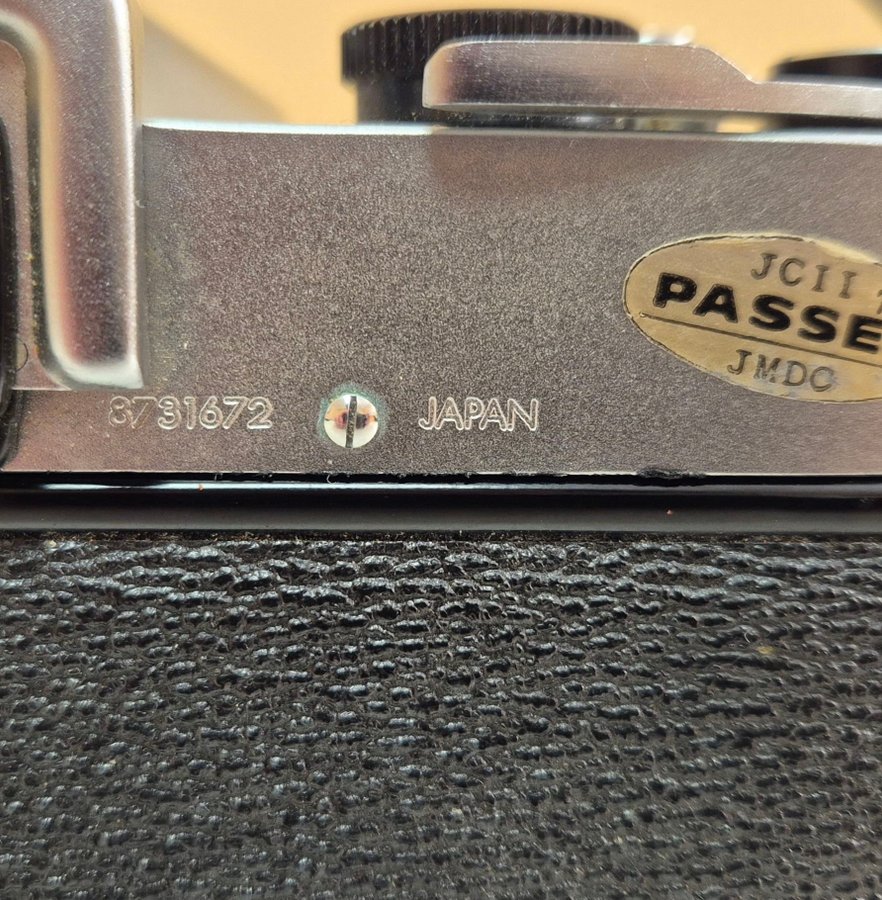 JCII
PASSE
JMDC
8731672
JAPAN